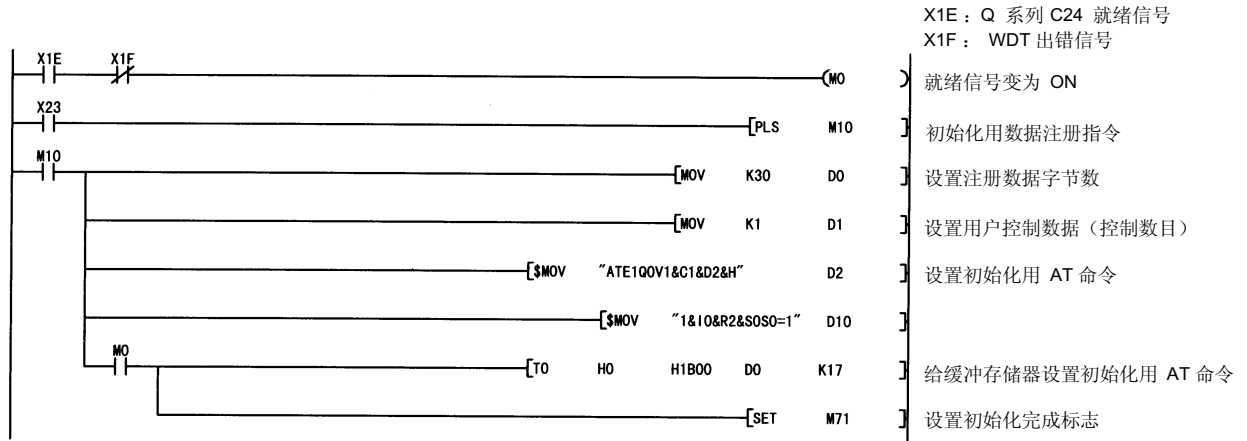 X1E : Q 系列 C24 就绪信号
X1F : WDT 出错信号
X1E X1F
(M0 ) 就绪信号变为 ON
X23
[PLS M10 ] 初始化用数据注册指令
M10
[MOV K30 D0 ] 设置注册数据字节数
[MOV K1 D1 ] 设置用户控制数据（控制数目）
[$MOV "ATE1Q0V1&C1&D2&H" D2 ] 设置初始化用 AT 命令
[$MOV "1&I0&R2&S0S0=1" D10 ]
M0
[TO H0 H1B00 D0 K17 ] 给缓冲存储器设置初始化用 AT 命令
[SET M71 ] 设置初始化完成标志